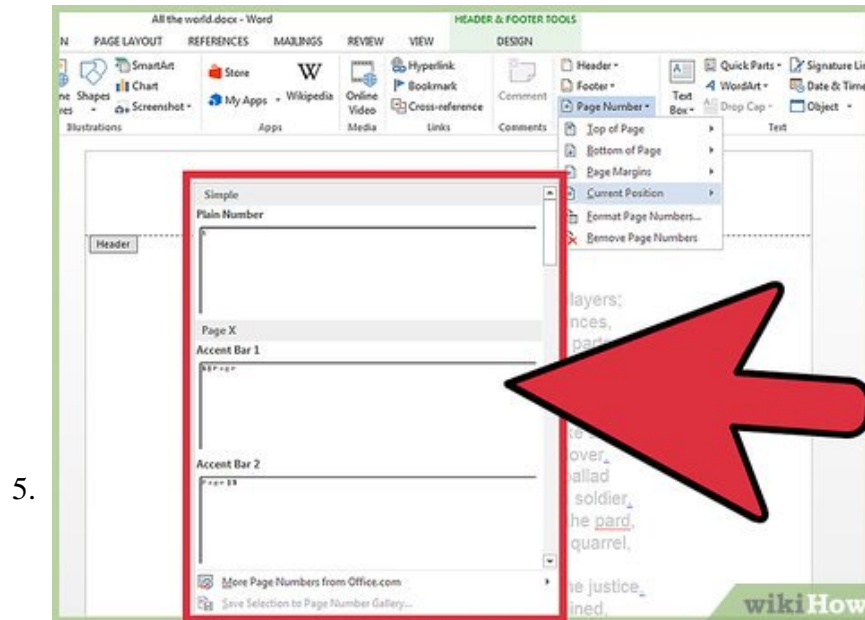 All the world.docx - Word
HEADER & FOOTER TOOLS
PAGE LAYOUT REFERENCES MAILINGS REVIEW VIEW DESIGN
SmartArt Store W Hyperlink Header Quick Parts Signature Lin
Shapes Chart Bookmark Footer WordArt Date & Time
Screenshot My Apps Wikipedia Online Video Cross-reference Comment Page Number Text Box Drop Cap Object
Illustrations Apps Media Links Comments Text
Top of Page
Bottom of Page
Page Margins
Current Position
Format Page Numbers...
Remove Page Numbers
Header
Simple
Plain Number
Page X
Accent Bar 1
Accent Bar 2
More Page Numbers from Office.com
Save Selection to Page Number Gallery...
layers;
nces,
parts
over,
ballad
soldier,
the pard,
quarrel,
justice,
ined,
5.
wikiHow